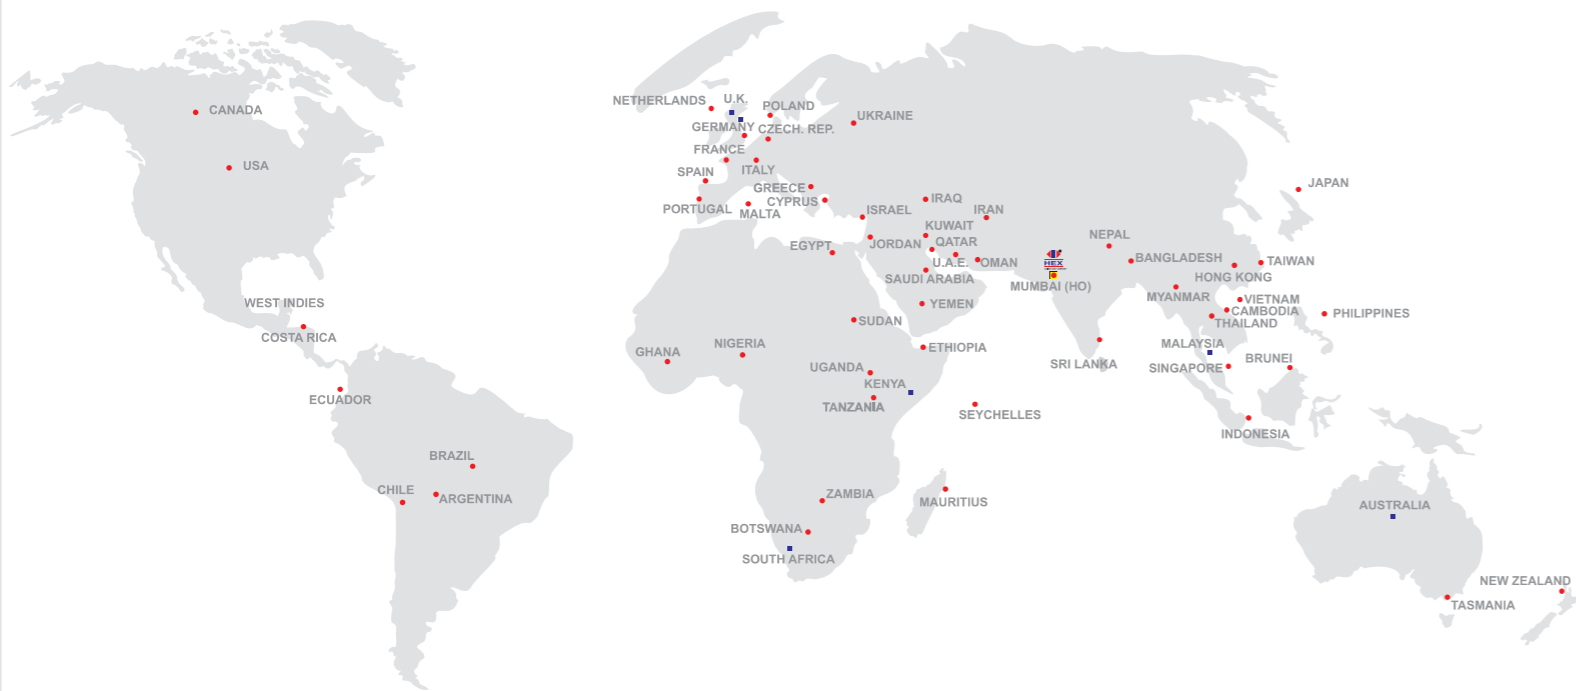 NETHERLANDS
U.K.
POLAND
CANADA
UKRAINE
GERMANY
CZECH. REP.
FRANCE
USA
ITALY
SPAIN
JAPAN
GREECE
CYPRUS
IRAQ
PORTUGAL
MALTA
ISRAEL
IRAN
KUWAIT
NEPAL
EGYPT
JORDAN
QATAR
BANGLADESH
TAIWAN
U.A.E.
OMAN
HEX
SAUDI ARABIA
HONG KONG
MUMBAI (HO)
MYANMAR
WEST INDIES
YEMEN
VIETNAM
CAMBODIA
PHILIPPINES
SUDAN
THAILAND
COSTA RICA
NIGERIA
ETHIOPIA
MALAYSIA
GHANA
BRUNEI
SRI LANKA
UGANDA
SINGAPORE
KENYA
ECUADOR
TANZANIA
SEYCHELLES
INDONESIA
BRAZIL
CHILE
ARGENTINA
ZAMBIA
MAURITIUS
AUSTRALIA
BOTSWANA
SOUTH AFRICA
NEW ZEALAND
TASMANIA